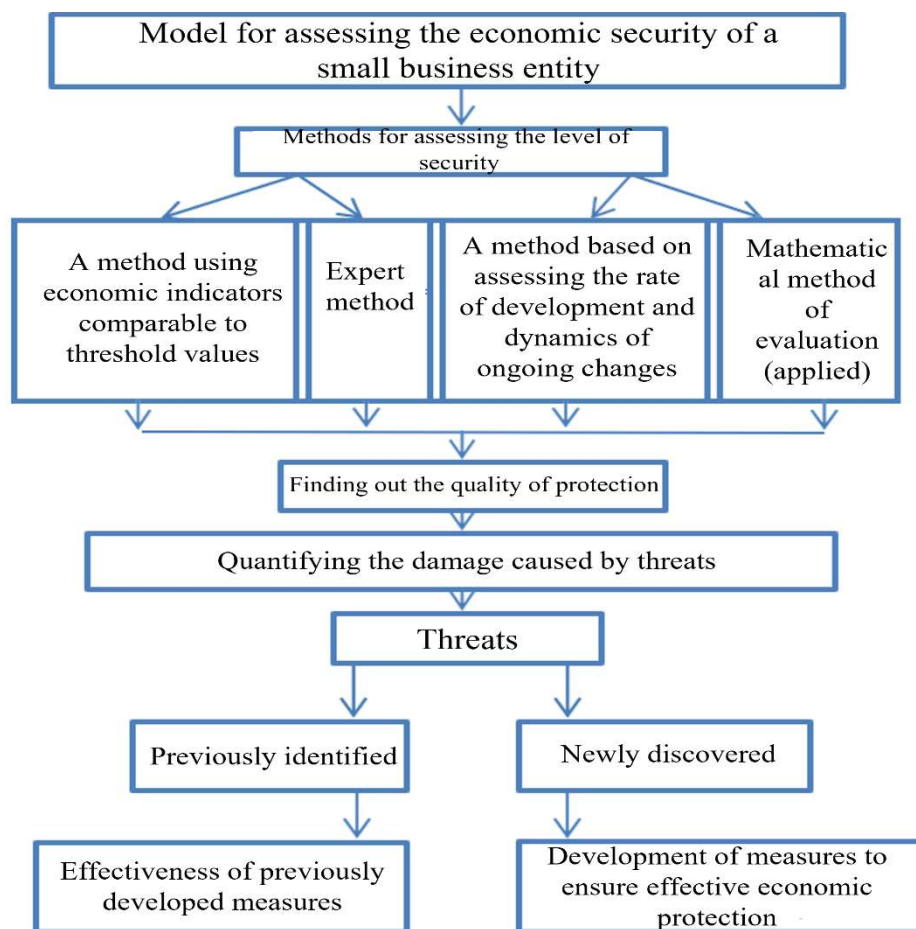 Model for assessing the economic security of a
small business entity
Methods for assessing the level of
security
A method using
economic indicators
comparable to
threshold values
Expert
method
A method based on
assessing the rate of
development and
dynamics of
ongoing changes
Mathematic
al method
of
evaluation
(applied)
Finding out the quality of protection
Quantifying the damage caused by threats
Threats
Previously identified
Newly discovered
Effectiveness of previously
developed measures
Development of measures to
ensure effective economic
protection